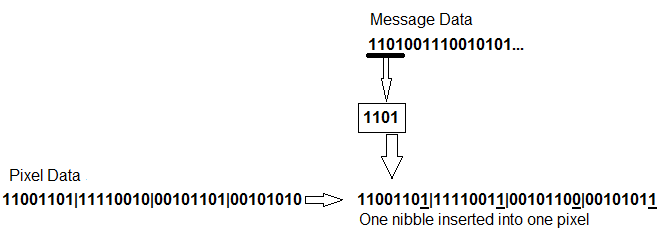 Message Data
1101001110010101...
1101
Pixel Data
11001101|11110010|00101101|00101010
11001101|11110011|00101100|00101011
One nibble inserted into one pixel